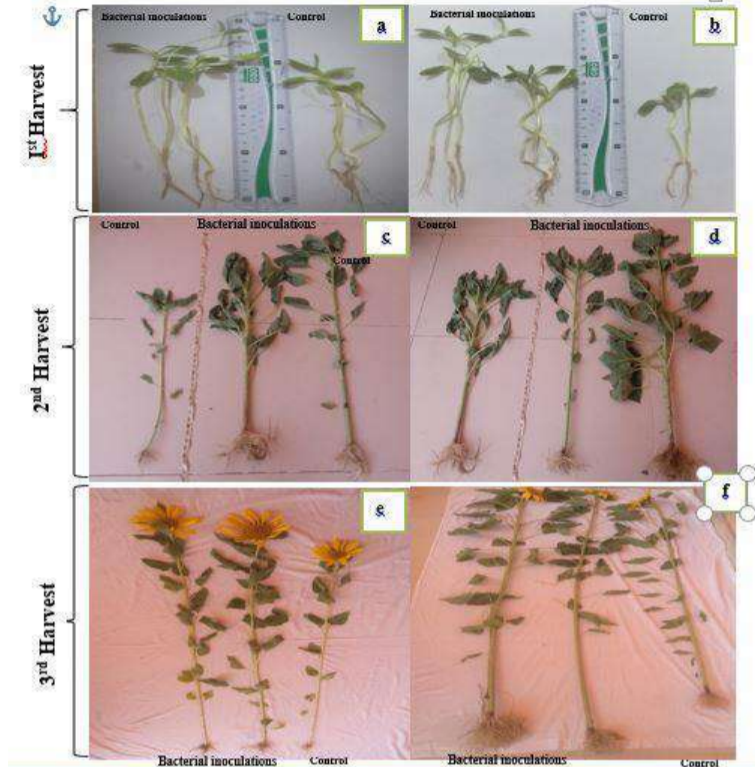 Bacterial inoculations
Control
a
Bacterial inoculations
Control
b
1st Harvest
Control
Bacterial inoculations
c
Control
Control
Bacterial inoculations
d
2nd Harvest
e
f
3rd Harvest
Bacterial inoculations
Control
Bacterial inoculations
Control